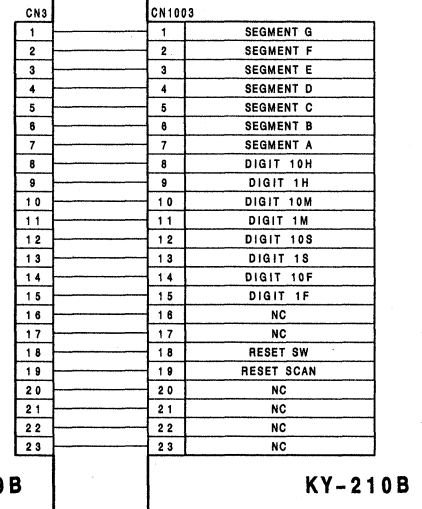 CN3 CN1003
1 1 SEGMENT G
2 2 SEGMENT F
3 3 SEGMENT E
4 4 SEGMENT D
5 5 SEGMENT C
6 6 SEGMENT B
7 7 SEGMENT A
8 8 DIGIT 10H
9 9 DIGIT 1H
10 10 DIGIT 10M
11 11 DIGIT 1M
12 12 DIGIT 10S
13 13 DIGIT 1S
14 14 DIGIT 10F
15 15 DIGIT 1F
16 16 NC
17 17 NC
18 18 RESET SW
19 19 RESET SCAN
20 20 NC
21 21 NC
22 22 NC
23 23 NC
0B KY-210B